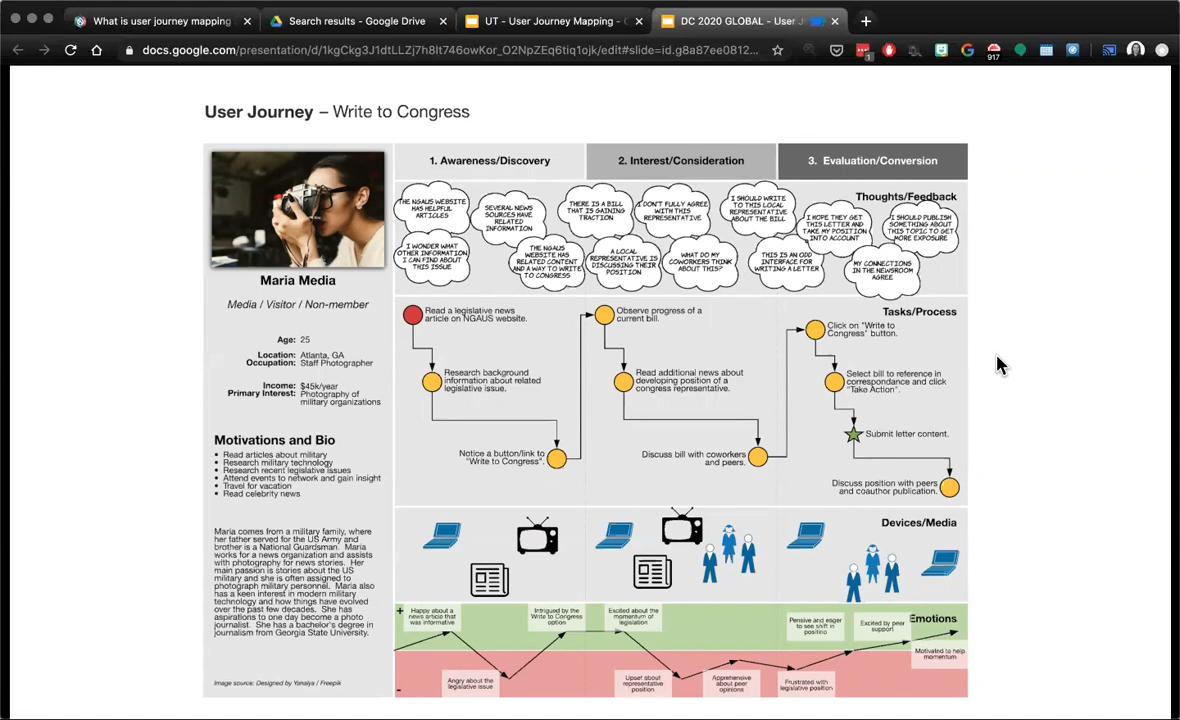 What is user journey mapping
Search results - Google Drive
UT - User Journey Mapping -
DC 2020 GLOBAL - User J
docs.google.com/presentation/d/1kgCkg3J1dtLLZj7h8lt746owKor_O2NpZEq6tiq1ojk/edit#slide=id.g8a87ee0812...
1
917
User Journey – Write to Congress
1. Awareness/Discovery
2. Interest/Consideration
3. Evaluation/Conversion
Maria Media
Media / Visitor / Non-member
Age: 25
Location: Atlanta, GA
Occupation: Staff Photographer
Income: $45k/year
Primary Interest: Photography of
military organizations
Motivations and Bio
• Read articles about military
• Research military technology
• Research recent legislative issues
• Attend events to network and gain insight
• Travel for vacation
• Read celebrity news
Maria comes from a military family, where
her father served for the US Army and
brother is a National Guardsman. Maria
works for a news organization and assists
with photography for news stories. Her
main passion is stories about the US
military and she is often assigned to
photograph military personnel. Maria also
has a keen interest in modern military
technology and how things have evolved
over the past few decades. She has
aspirations to one day become a photo
journalist. She has a bachelor's degree in
journalism from Georgia State University.
Image source: Designed by Yanalya / Freepik
Thoughts/Feedback
THE NGAUS WEBSITE
HAS HELPFUL
ARTICLES
SEVERAL NEWS
SOURCES HAVE
RELATED
INFORMATION
I WONDER WHAT
OTHER INFORMATION
I CAN FIND ABOUT
THIS ISSUE
THE NGAUS
WEBSITE HAS
RELATED CONTENT
AND A WAY TO WRITE
TO CONGRESS
THERE IS A BILL
THAT IS GAINING
TRACTION
I DON'T FULLY AGREE
WITH THIS
REPRESENTATIVE
A LOCAL
REPRESENTATIVE IS
DISCUSSING THEIR
POSITION
WHAT DO MY
COWORKERS THINK
ABOUT THIS?
I SHOULD WRITE
TO THIS LOCAL
REPRESENTATIVE
ABOUT THE BILL
I HOPE THEY GET
THIS LETTER AND
TAKE MY POSITION
INTO ACCOUNT
I SHOULD PUBLISH
SOMETHING ABOUT
THIS TOPIC TO GET
MORE EXPOSURE
THIS IS AN ODD
INTERFACE FOR
WRITING A LETTER
MY CONNECTIONS
IN THE NEWSROOM
AGREE
Tasks/Process
Read a legislative news
article on NGAUS website.
Research background
information about related
legislative issue.
Notice a button/link to
"Write to Congress".
Observe progress of a
current bill.
Read additional news about
developing position of a
congress representative.
Discuss bill with coworkers
and peers.
Click on "Write to
Congress" button.
Select bill to reference in
correspondance and click
"Take Action".
Submit letter content.
Discuss position with peers
and coauthor publication.
Devices/Media
Emotions
+
Happy about a
news article that
was informative
Angry about the
legislative issue
Intrigued by the
Write to Congress
option
Excited about the
momentum of
legislation
Upset about
representative
position
Apprehensive
about peer
opinions
Frustrated with
legislative position
Pensive and eager
to see shift in
positino
Excited by peer
support
Motivated to help
momentum
-